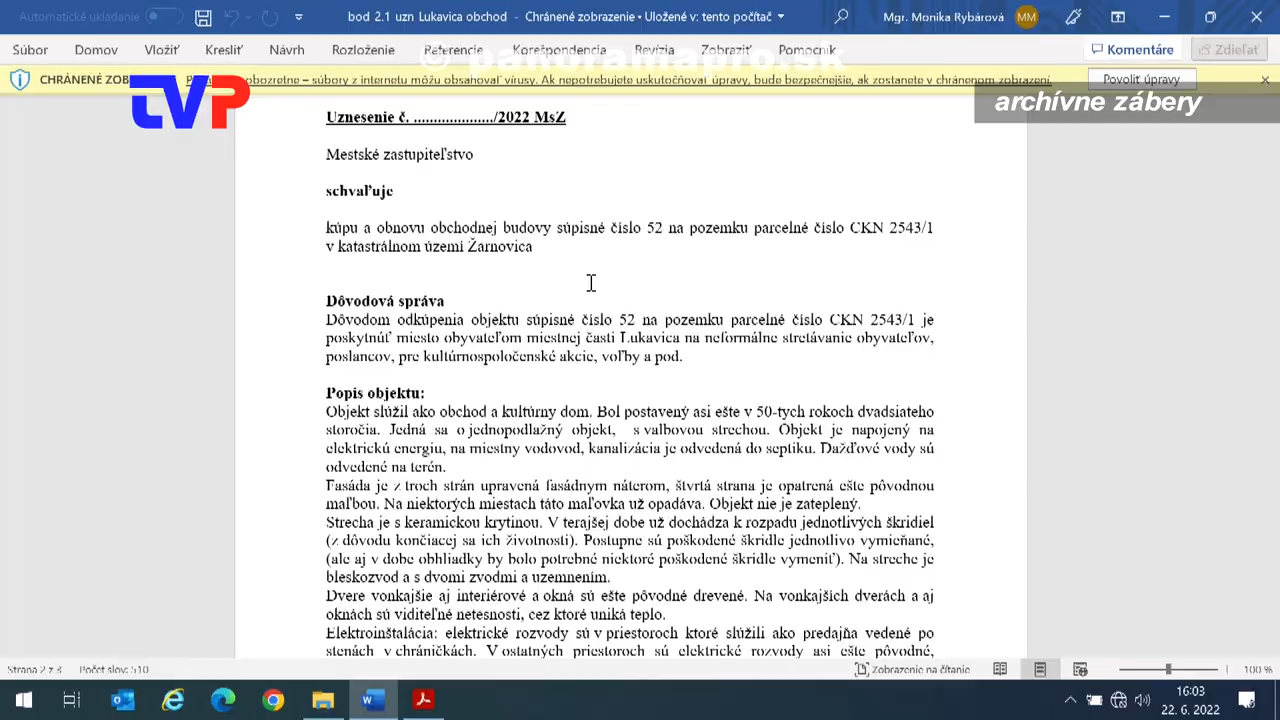 Automatické ukladanie
bod 2.1 uzn Lukavica obchod - Chránené zobrazenie • Uložené v: tento počítač
Mgr. Monika Rybárová
MM
Súbor Domov Vložiť Kresliť Návrh Rozloženie Referencie Korešpondencia Revízia Zobraziť Pomocník
Komentáre
Zdieľať
© panoramapro.sk
CHRÁNENÉ
obozretne – súbory z internetu môžu obsahovať vírusy. Ak nepotrebujete uskutočňovať úpravy, bude bezpečnejšie, ak zostanete v chránenom zobrazení.
Povoliť úpravy
TVP
archívne zábery
Uznesenie č. ..................../2022 MsZ
Mestské zastupiteľstvo
schvaľuje
kúpu a obnovu obchodnej budovy súpisné číslo 52 na pozemku parcelné číslo CKN 2543/1
v katastrálnom území Žarnovica
Dôvodová správa
Dôvodom odkúpenia objektu súpisné číslo 52 na pozemku parcelné číslo CKN 2543/1 je
poskytnúť miesto obyvateľom miestnej časti Lukavica na neformálne stretávanie obyvateľov,
poslancov, pre kultúrnospoločenské akcie, voľby a pod.
Popis objektu:
Objekt slúžil ako obchod a kultúrny dom. Bol postavený asi ešte v 50-tych rokoch dvadsiateho
storočia. Jedná sa o jednopodlažný objekt, s valbovou strechou. Objekt je napojený na
elektrickú energiu, na miestny vodovod, kanalizácia je odvedená do septiku. Dažďové vody sú
odvedené na terén.
Fasáda je z troch strán upravená fasádnym náterom, štvrtá strana je opatrená ešte pôvodnou
maľbou. Na niektorých miestach táto maľovka už opadáva. Objekt nie je zateplený.
Strecha je s keramickou krytinou. V terajšej dobe už dochádza k rozpadu jednotlivých škridiel
(z dôvodu končiacej sa ich životnosti). Postupne sú poškodené škridle jednotlivo vymieňané,
(ale aj v dobe obhliadky by bolo potrebné niektoré poškodené škridle vymeniť). Na streche je
bleskozvod a s dvomi zvodmi a uzemnením.
Dvere vonkajšie aj interiérové a okná sú ešte pôvodné drevené. Na vonkajších dverách a aj
oknách sú viditeľné netesnosti, cez ktoré uniká teplo.
Elektroinštalácia: elektrické rozvody sú v priestoroch ktoré slúžili ako predajňa vedené po
stenách v chráničkách. V ostatných priestoroch sú elektrické rozvody asi ešte pôvodné,
Strana 2 z 3 Počet slov: 510
Zobrazenie na čítanie
100 %
16:03
22. 6. 2022